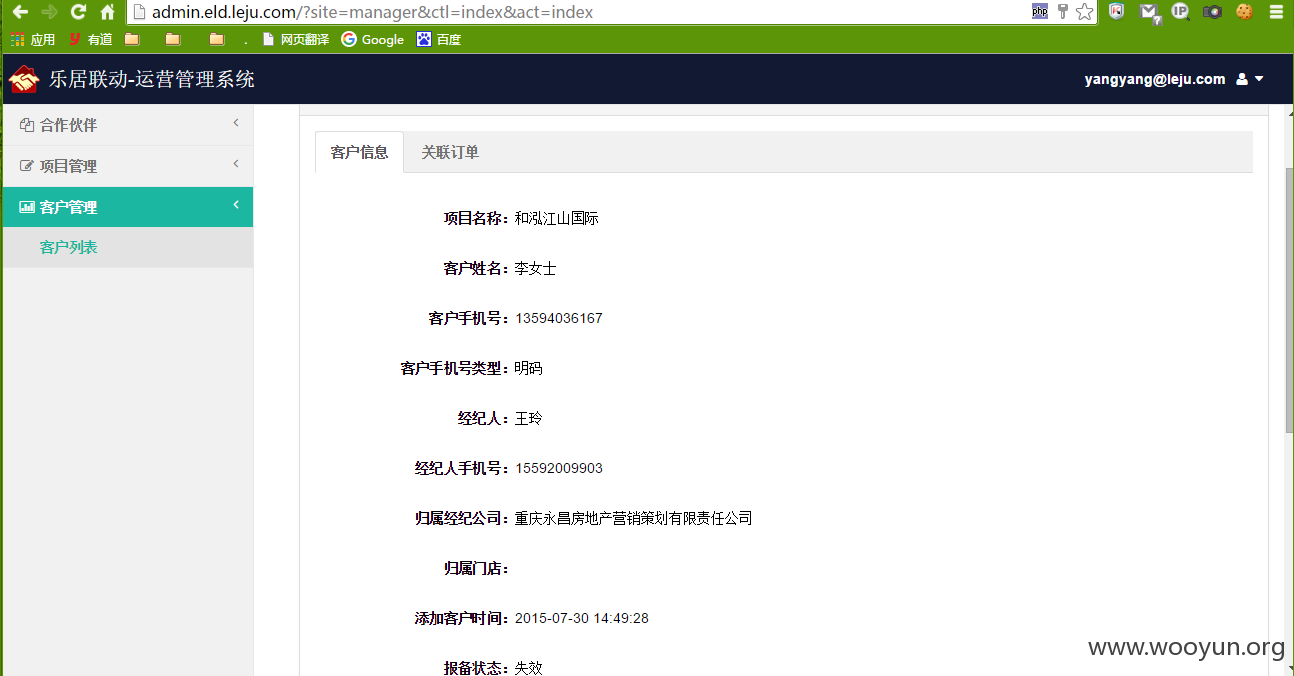 admin.eld.leju.com/?site=manager&ctl=index&act=index
php
IP
应用 有道 . 网页翻译 Google 百度
乐居联动-运营管理系统 yangyang@leju.com
合作伙伴
项目管理
客户管理
客户列表
客户信息 关联订单
项目名称：和泓江山国际
客户姓名：李女士
客户手机号：13594036167
客户手机号类型：明码
经纪人：王玲
经纪人手机号：15592009903
归属经纪公司：重庆永昌房地产营销策划有限责任公司
归属门店：
添加客户时间：2015-07-30 14:49:28
报备状态：失效
www.wooyun.org